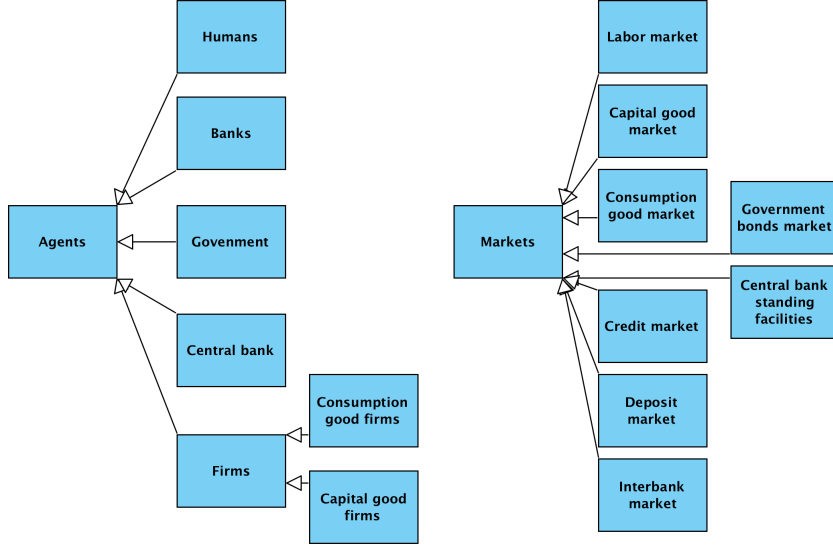 Humans
Banks
Agents
Govenment
Central bank
Consumption
good firms
Firms
Capital good
firms
Labor market
Capital good
market
Consumption
good market
Government
bonds market
Markets
Central bank
standing
facilities
Credit market
Deposit
market
Interbank
market